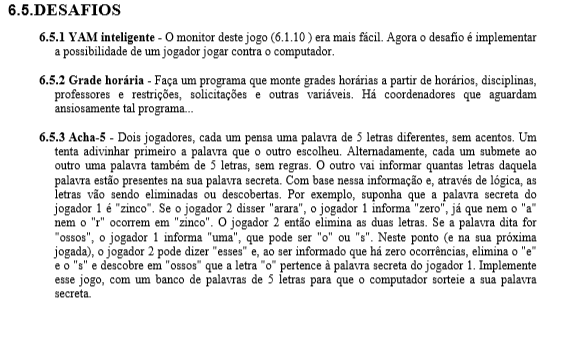 6.5.DESAFIOS
6.5.1 YAM inteligente - O monitor deste jogo (6.1.10 ) era mais fácil. Agora o desafio é implementar
a possibilidade de um jogador jogar contra o computador.
6.5.2 Grade horária - Faça um programa que monte grades horárias a partir de horários, disciplinas,
professores e restrições, solicitações e outras variáveis. Há coordenadores que aguardam
ansiosamente tal programa...
6.5.3 Acha-5 - Dois jogadores, cada um pensa uma palavra de 5 letras diferentes, sem acentos. Um
tenta adivinhar primeiro a palavra que o outro escolheu. Alternadamente, cada um submete ao
outro uma palavra também de 5 letras, sem regras. O outro vai informar quantas letras daquela
palavra estão presentes na sua palavra secreta. Com base nessa informação e, através de lógica, as
letras vão sendo eliminadas ou descobertas. Por exemplo, suponha que a palavra secreta do
jogador 1 é "zinco". Se o jogador 2 disser "arara", o jogador 1 informa "zero", já que nem o "a"
nem o "r" ocorrem em "zinco". O jogador 2 então elimina as duas letras. Se a palavra dita for
"ossos", o jogador 1 informa "uma", que pode ser "o" ou "s". Neste ponto (e na sua próxima
jogada), o jogador 2 pode dizer "esses" e, ao ser informado que há zero ocorrências, elimina o "e"
e o "s" e descobre em "ossos" que a letra "o" pertence à palavra secreta do jogador 1. Implemente
esse jogo, com um banco de palavras de 5 letras para que o computador sorteie a sua palavra
secreta.